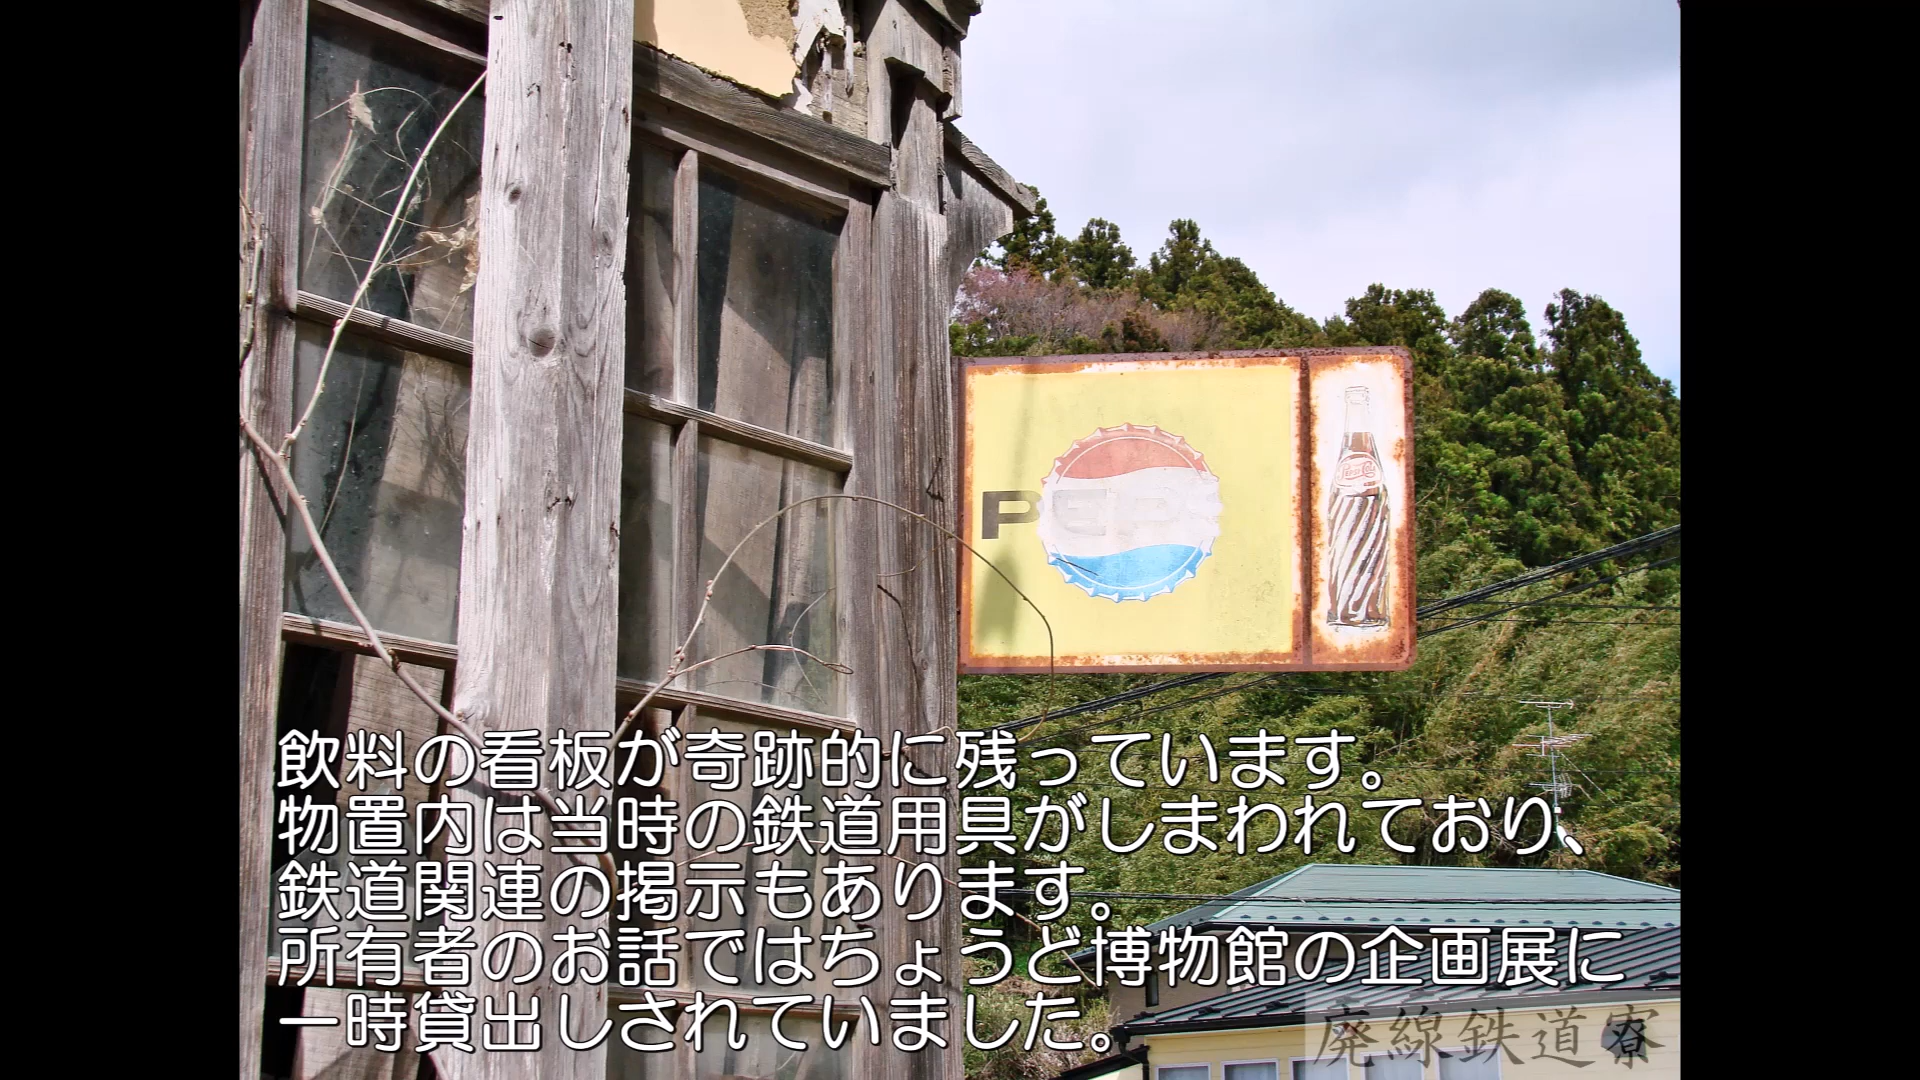 PEPS
飲料の看板が奇跡的に残っています。
物置内は当時の鉄道用具がしまわれており、
鉄道関連の掲示もあります。
所有者のお話ではちょうど博物館の企画展に
一時貸出しされていました。
廃線鉄道寮